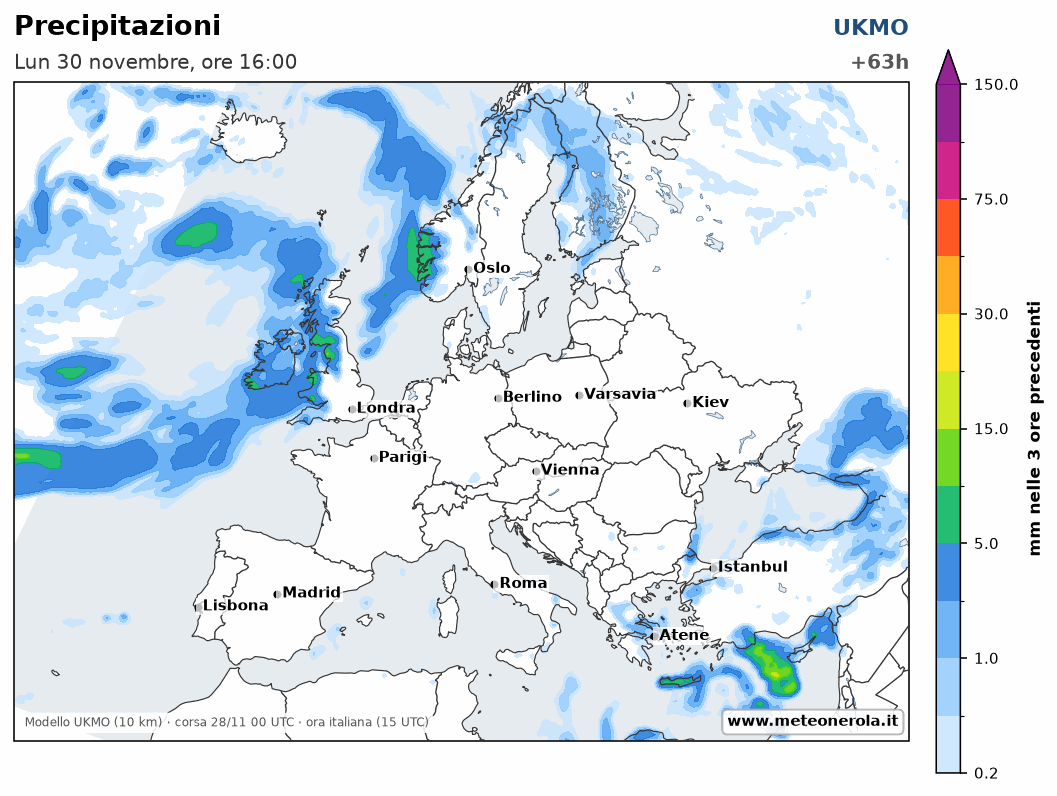 Precipitazioni
UKMO
Lun 30 novembre, ore 16:00
+63h
150.0
75.0
30.0
15.0
5.0
1.0
0.2
mm nelle 3 ore precedenti
Oslo
Berlino
Varsavia
Kiev
Londra
Parigi
Vienna
Istanbul
Roma
Madrid
Lisbona
Atene
Modello UKMO (10 km) · corsa 28/11 00 UTC · ora italiana (15 UTC)
www.meteonerola.it